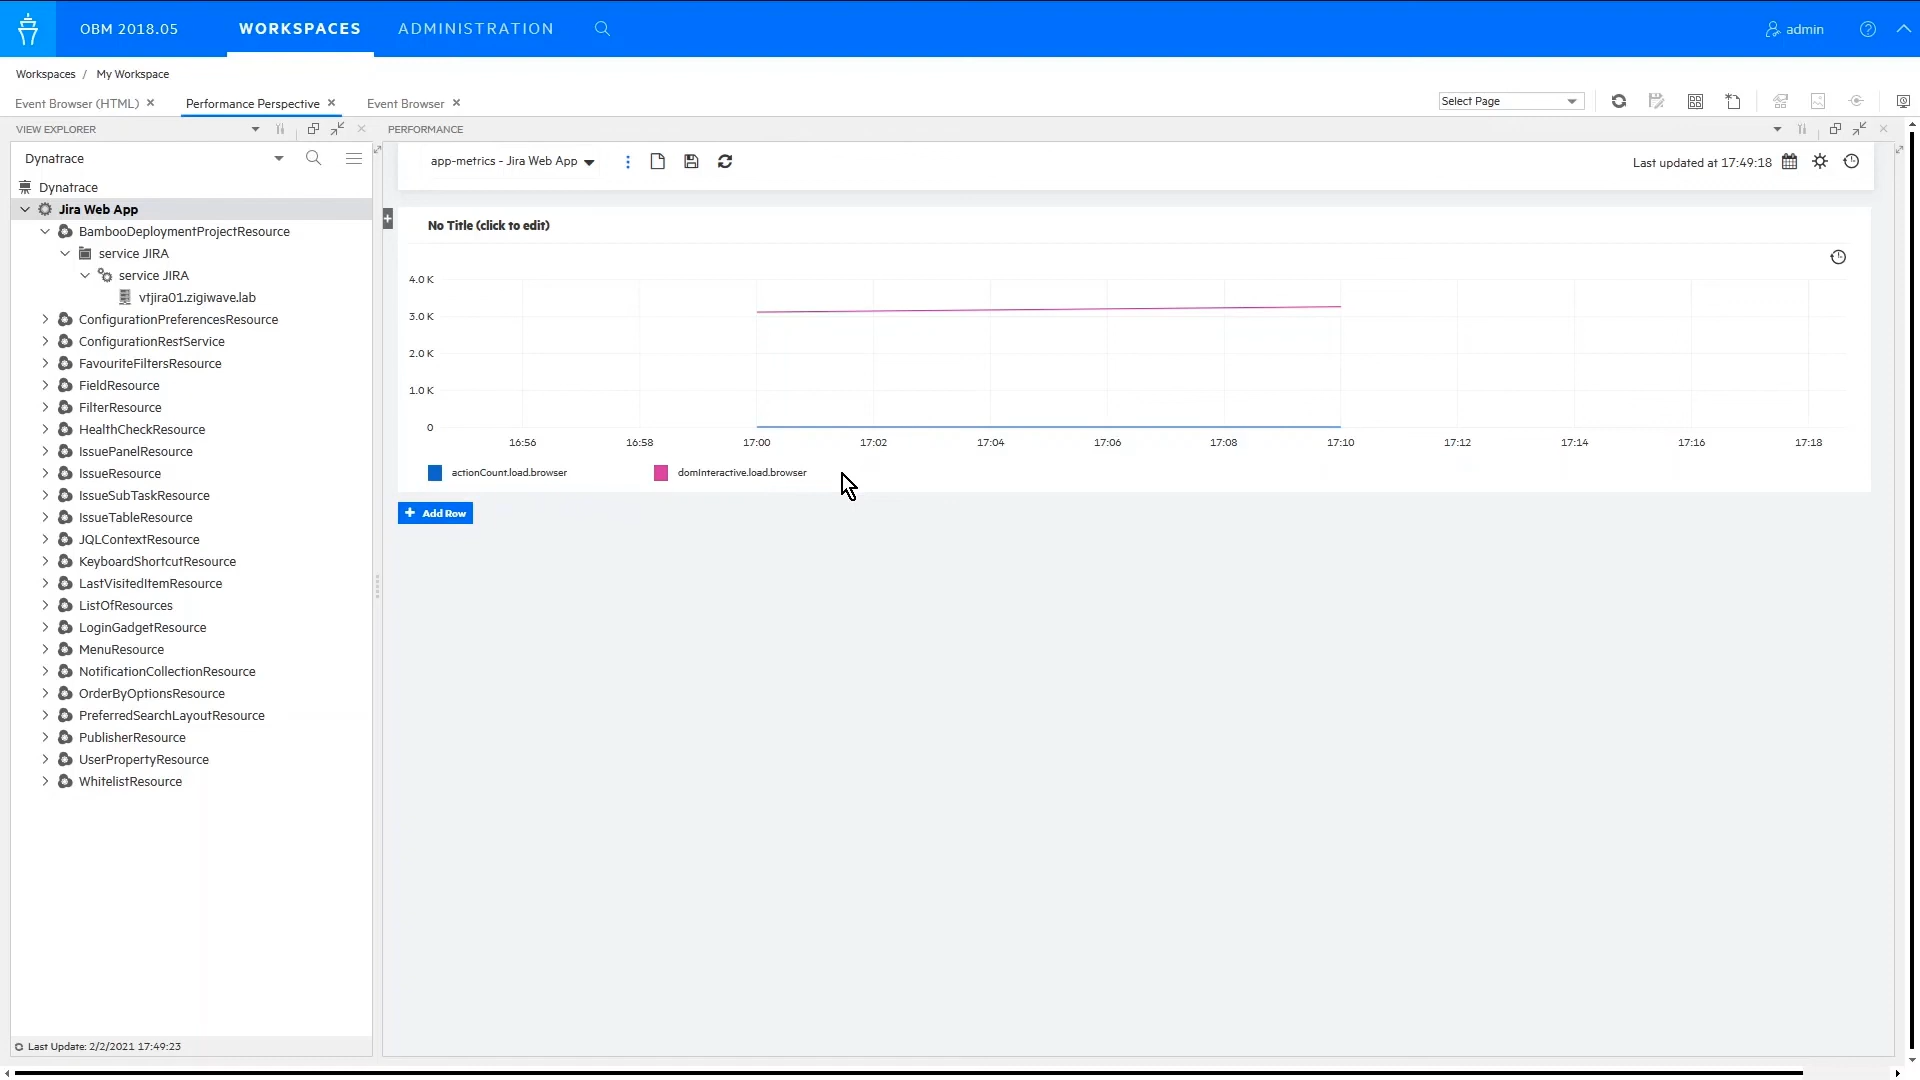 OBM 2018.05
WORKSPACES
ADMINISTRATION
admin
Workspaces / My Workspace
Event Browser (HTML)
Performance Perspective
Event Browser
Select Page
VIEW EXPLORER
PERFORMANCE
Dynatrace
app-metrics - Jira Web App
Last updated at 17:49:18
Dynatrace
Jira Web App
BambooDeploymentProjectResource
service JIRA
service JIRA
vtjira01.zigiwave.lab
ConfigurationPreferencesResource
ConfigurationRestService
FavouriteFiltersResource
FieldResource
FilterResource
HealthCheckResource
IssuePanelResource
IssueResource
IssueSubTaskResource
IssueTableResource
JQLContextResource
KeyboardShortcutResource
LastVisitedItemResource
ListOfResources
LoginGadgetResource
MenuResource
NotificationCollectionResource
OrderByOptionsResource
PreferredSearchLayoutResource
PublisherResource
UserPropertyResource
WhitelistResource
Last Update: 2/2/2021 17:49:23
No Title (click to edit)
4.0 K
3.0 K
2.0 K
1.0 K
0
16:56 16:58 17:00 17:02 17:04 17:06 17:08 17:10 17:12 17:14 17:16 17:18
actionCount.load.browser
domInteractive.load.browser
+ Add Row